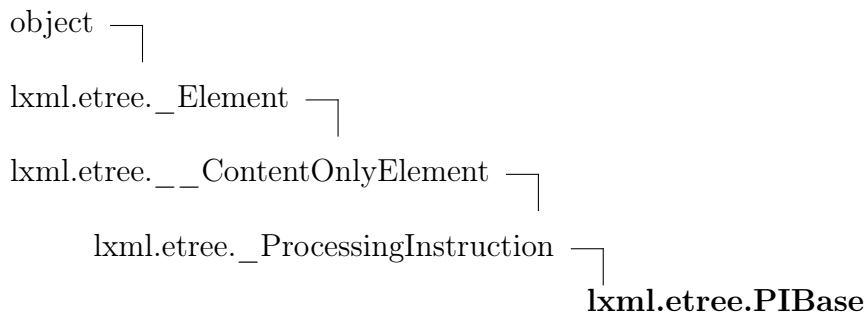 object
lxml.etree._Element
lxml.etree.__ContentOnlyElement
lxml.etree._ProcessingInstruction
lxml.etree.PIBase